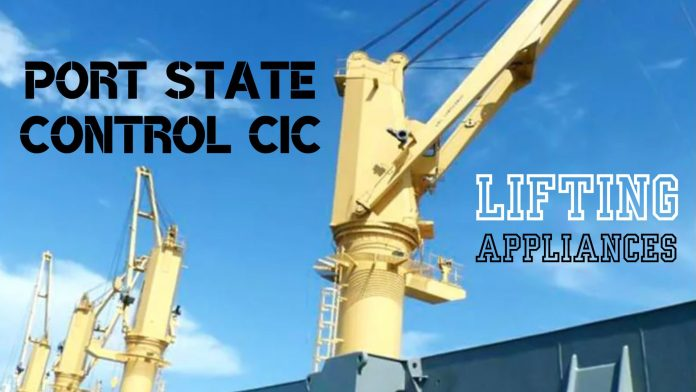 PORT STATE
CONTROL CIC
LIFTING
APPLIANCES